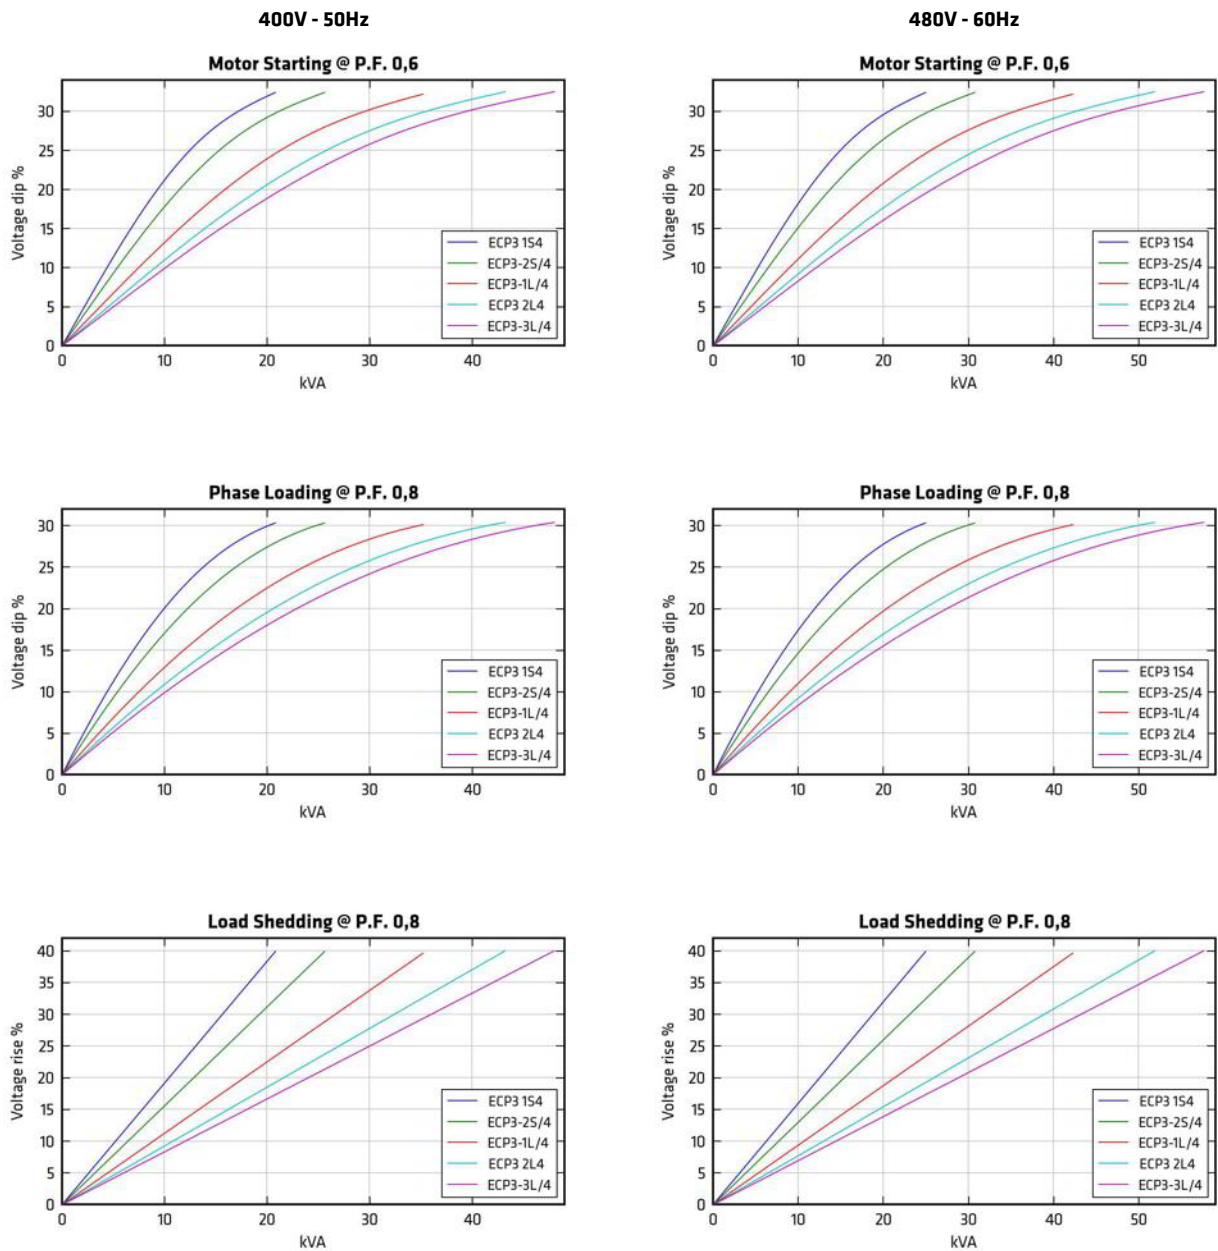 400V - 50Hz
480V - 60Hz
Motor Starting @ P.F. 0,6
Voltage dip %
30
25
20
15
10
5
0
ECP3 1S4
ECP3-2S/4
ECP3-1L/4
ECP3 2L4
ECP3-3L/4
0 10 20 30 40
kVA
Motor Starting @ P.F. 0,6
Voltage dip %
30
25
20
15
10
5
0
ECP3 1S4
ECP3-2S/4
ECP3-1L/4
ECP3 2L4
ECP3-3L/4
0 10 20 30 40 50
kVA
Phase Loading @ P.F. 0,8
Voltage dip %
30
25
20
15
10
5
0
ECP3 1S4
ECP3-2S/4
ECP3-1L/4
ECP3 2L4
ECP3-3L/4
0 10 20 30 40
kVA
Phase Loading @ P.F. 0,8
Voltage dip %
30
25
20
15
10
5
0
ECP3 1S4
ECP3-2S/4
ECP3-1L/4
ECP3 2L4
ECP3-3L/4
0 10 20 30 40 50
kVA
Load Shedding @ P.F. 0,8
Voltage rise %
40
35
30
25
20
15
10
5
0
ECP3 1S4
ECP3-2S/4
ECP3-1L/4
ECP3 2L4
ECP3-3L/4
0 10 20 30 40
kVA
Load Shedding @ P.F. 0,8
Voltage rise %
40
35
30
25
20
15
10
5
0
ECP3 1S4
ECP3-2S/4
ECP3-1L/4
ECP3 2L4
ECP3-3L/4
0 10 20 30 40 50
kVA